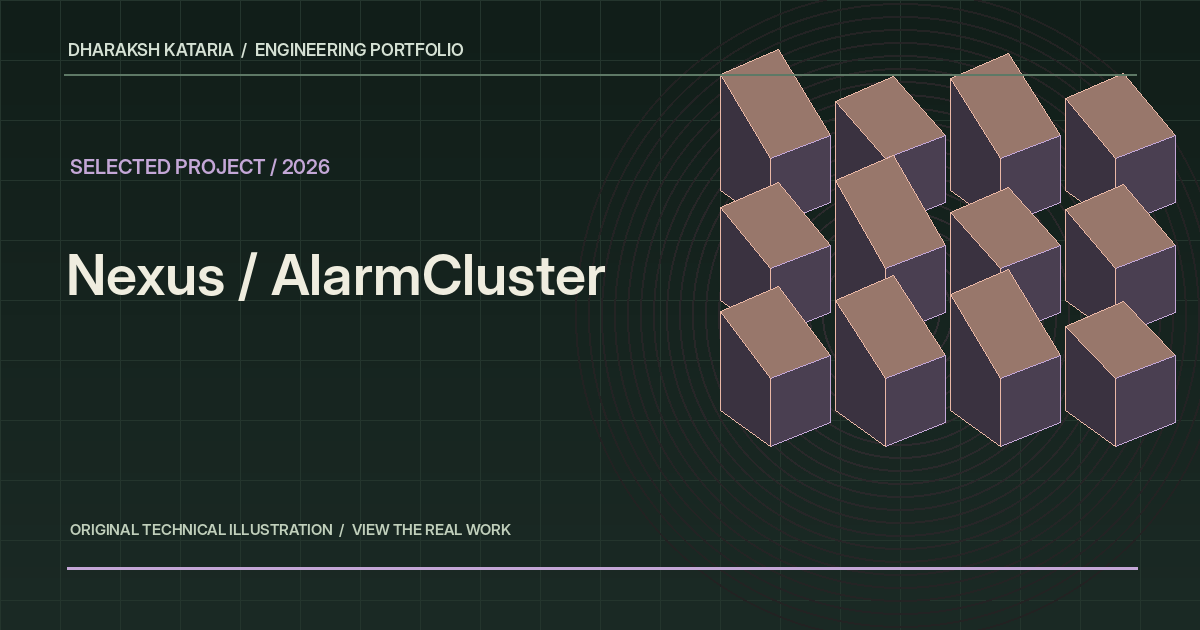 DHARAKSH KATARIA / ENGINEERING PORTFOLIO
SELECTED PROJECT / 2026
Nexus / AlarmCluster
ORIGINAL TECHNICAL ILLUSTRATION / VIEW THE REAL WORK